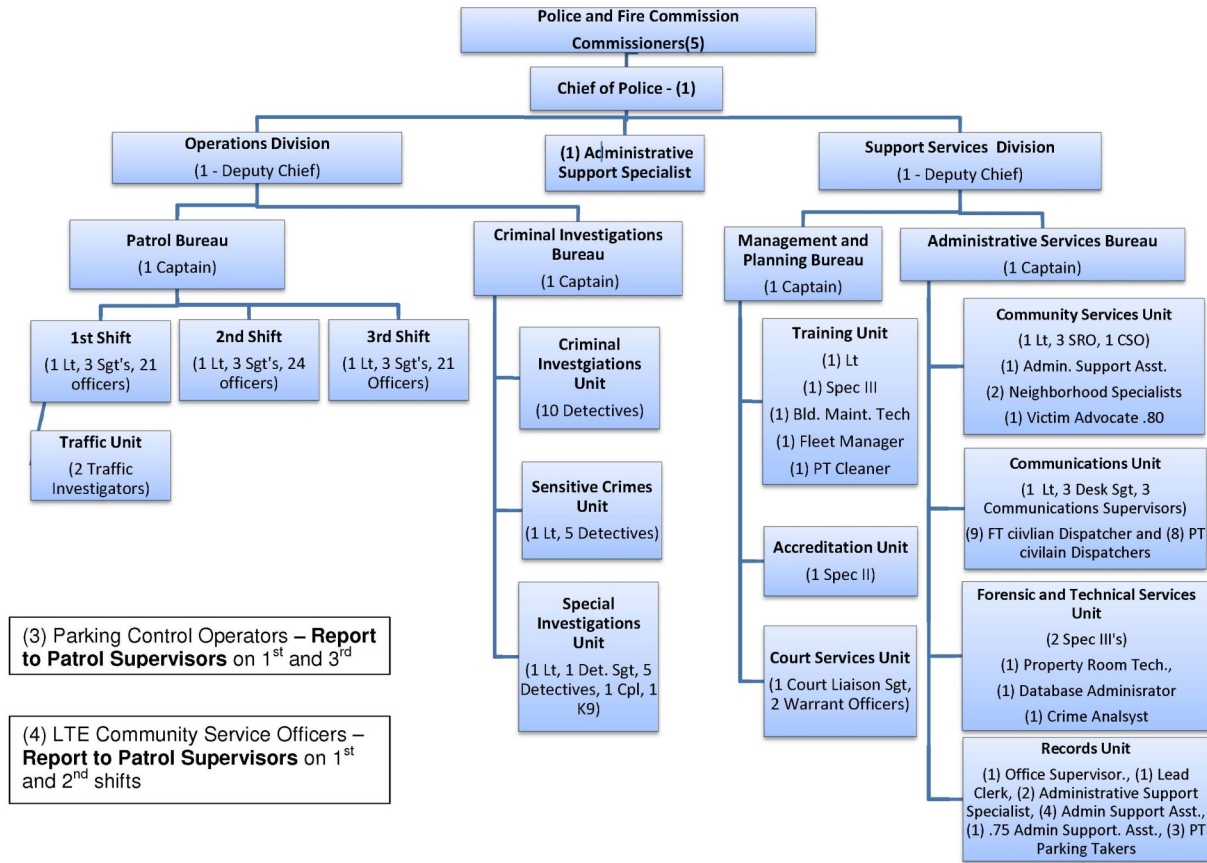 Police and Fire Commission
Commissioners(5)
Chief of Police - (1)
Operations Division
(1 - Deputy Chief)
(1) Administrative
Support Specialist
Support Services Division
(1 - Deputy Chief)
Patrol Bureau
(1 Captain)
Criminal Investigations
Bureau
(1 Captain)
Management and
Planning Bureau
(1 Captain)
Administrative Services Bureau
(1 Captain)
1st Shift
(1 Lt, 3 Sgt's, 21
officers)
2nd Shift
(1 Lt, 3 Sgt's, 24
officers)
3rd Shift
(1 Lt, 3 Sgt's, 21
Officers)
Traffic Unit
(2 Traffic
Investigators)
Criminal
Investgiations
Unit
(10 Detectives)
Sensitive Crimes
Unit
(1 Lt, 5 Detectives)
Special
Investigations
Unit
(1 Lt, 1 Det. Sgt, 5
Detectives, 1 Cpl, 1
K9)
Training Unit
(1) Lt
(1) Spec III
(1) Bld. Maint. Tech
(1) Fleet Manager
(1) PT Cleaner
Accreditation Unit
(1 Spec II)
Court Services Unit
(1 Court Liaison Sgt,
2 Warrant Officers)
Community Services Unit
(1 Lt, 3 SRO, 1 CSO)
(1) Admin. Support Asst.
(2) Neighborhood Specialists
(1) Victim Advocate .80
Communications Unit
(1 Lt, 3 Desk Sgt, 3
Communications Supervisors)
(9) FT ciivlian Dispatcher and (8) PT
civilain Dispatchers
Forensic and Technical Services
Unit
(2 Spec III's)
(1) Property Room Tech.,
(1) Database Adminisrator
(1) Crime Analsyst
Records Unit
(1) Office Supervisor., (1) Lead
Clerk, (2) Administrative Support
Specialist, (4) Admin Support Asst.,
(1) .75 Admin Support. Asst., (3) PT
Parking Takers
(3) Parking Control Operators – Report
to Patrol Supervisors on 1st and 3rd
(4) LTE Community Service Officers –
Report to Patrol Supervisors on 1st
and 2nd shifts